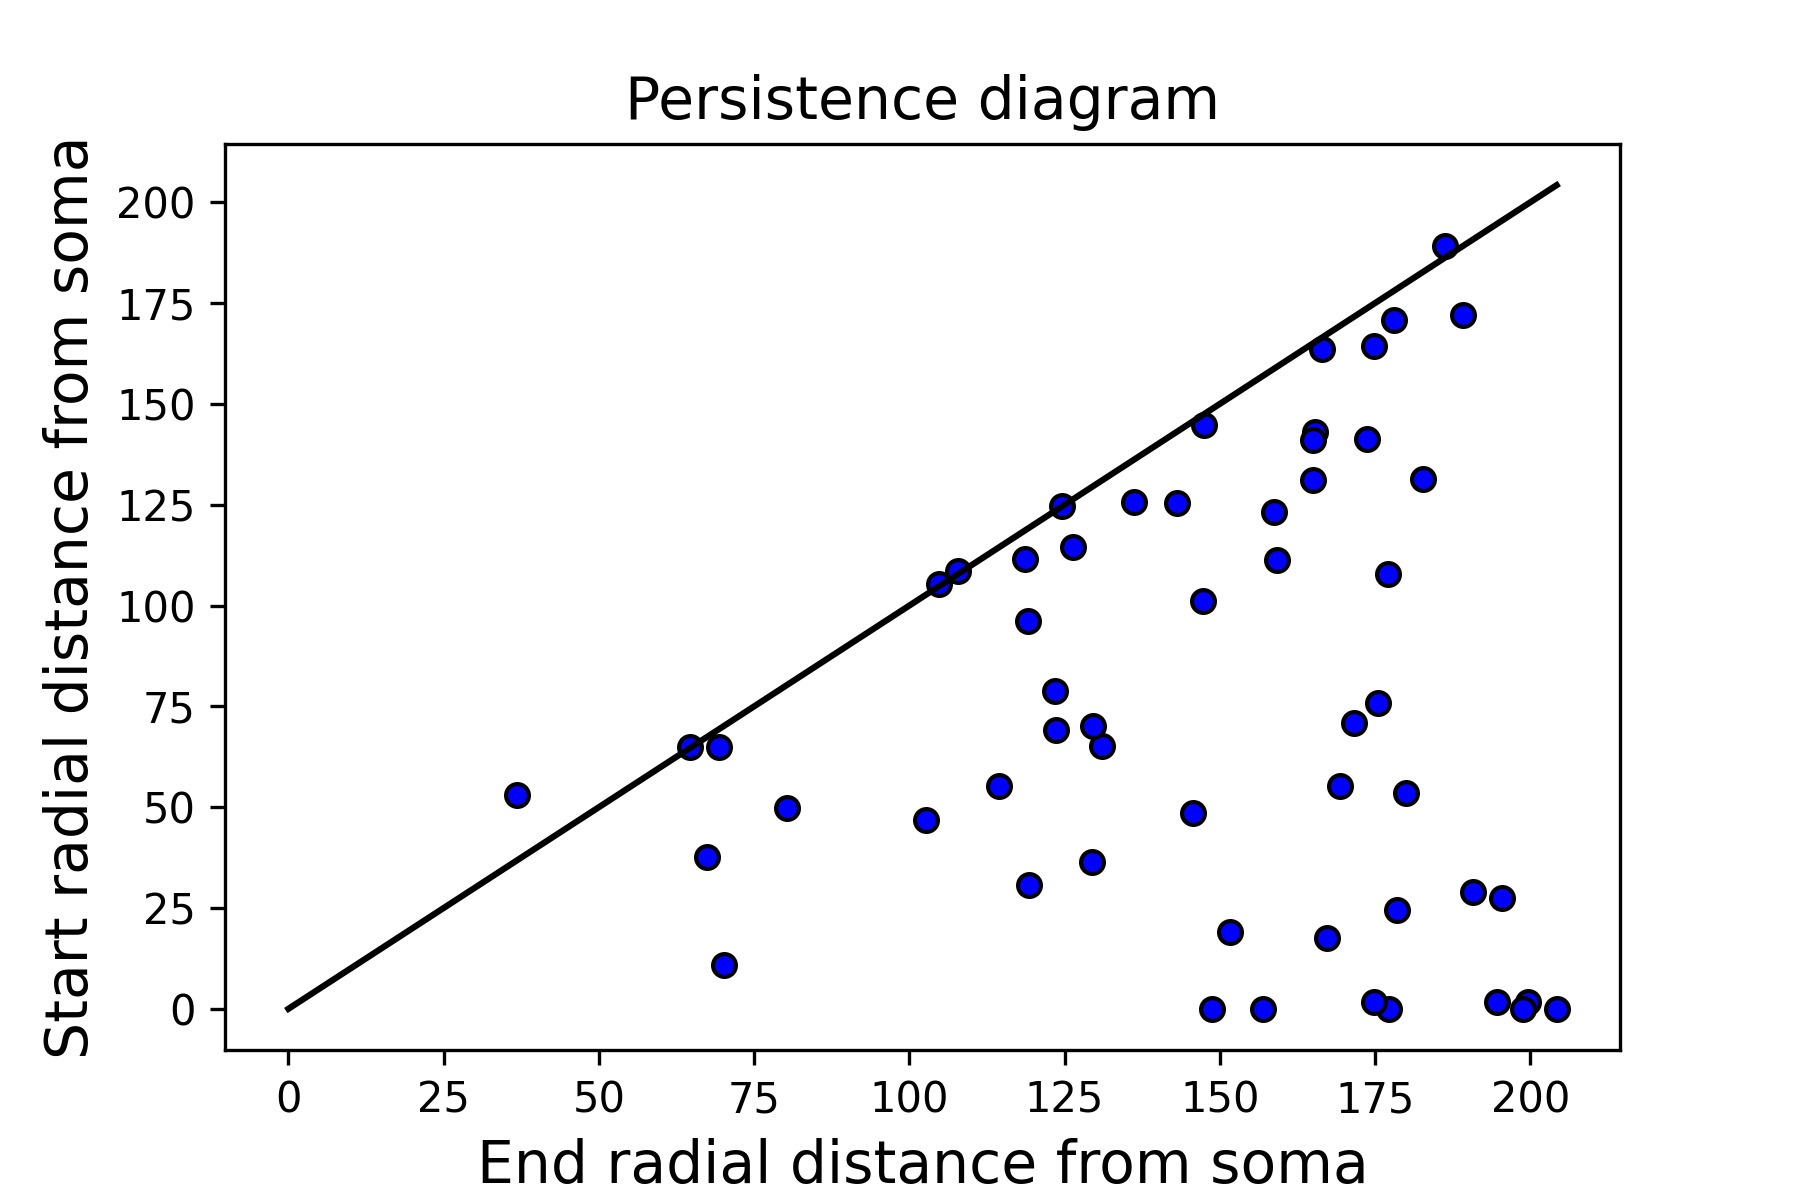 Persistence diagram
Start radial distance from soma
200
175
150
125
100
75
50
25
0
0 25 50 75 100 125 150 175 200
End radial distance from soma